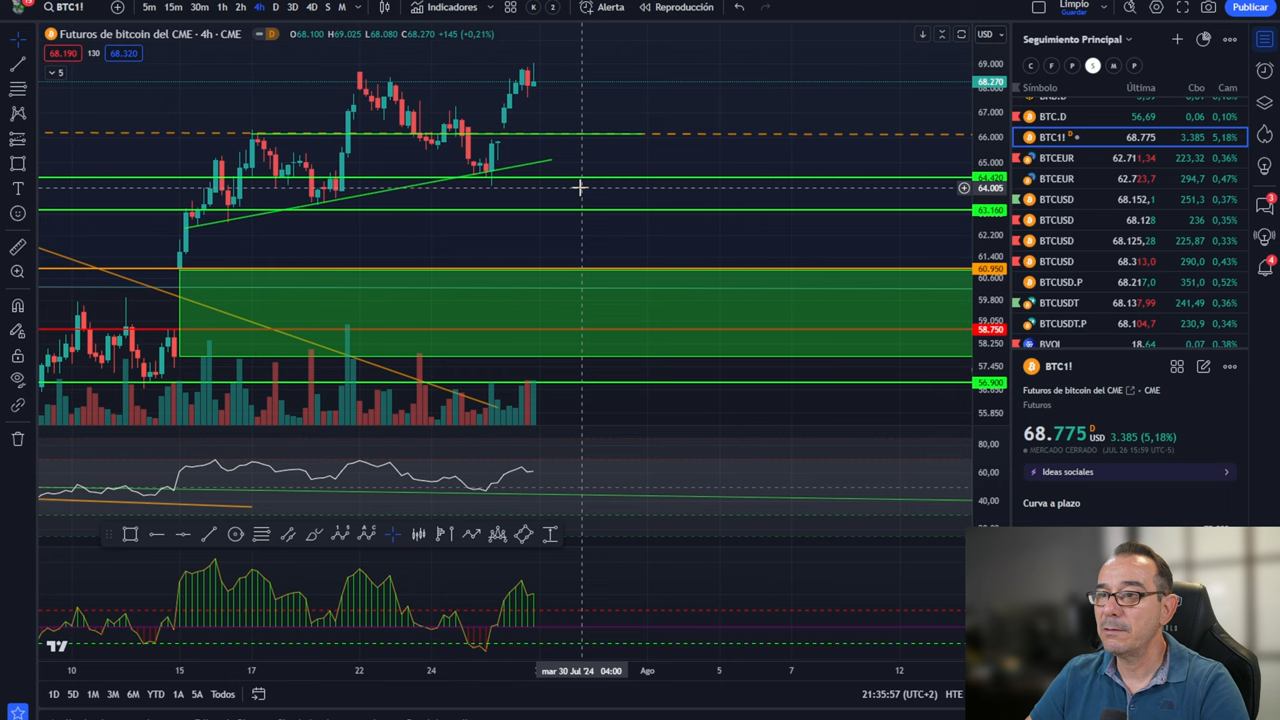 BTC1!
5m 15m 30m 1h 2h 4h D 3D 4D S M
Indicadores
K 2
Alerta
Reproducción
Limpio
Guardar
Publicar
Futuros de bitcoin del CME · 4h · CME
D
O68.100 H69.025 L68.080 C68.270 +145 (+0,21%)
68.190 130 68.320
5
USD
69.000
68.270
68.000
67.000
66.000
65.000
64.420
64.005
63.160
62.200
61.400
60.950
60.600
59.800
59.050
58.750
58.250
57.450
56.900
55.850
80,00
60,00
40,00
10 15 17 22 24 mar 30 Jul '24 04:00 Ago 5 7 12
1D 5D 1M 3M 6M YTD 1A 5A Todos
21:35:57 (UTC+2) HTE
Seguimiento Principal
C F P S M P
Símbolo Última Cbo Cam
BTC.D 56,69 0,06 0,10%
BTC1! D 68.775 3.385 5,18%
BTCEUR 62.711,34 223,32 0,36%
BTCEUR 62.723,7 294,7 0,47%
BTCUSD 68.152,1 251,3 0,37%
BTCUSD 68.128 236 0,35%
BTCUSD 68.125,28 225,87 0,33%
BTCUSD 68.313,0 290,0 0,43%
BTCUSD.P 68.217,0 351,0 0,52%
BTCUSDT 68.137,99 241,49 0,36%
BTCUSDT.P 68.104,7 230,9 0,34%
BVOL 18,64 0,07 0,38%
BTC1!
Futuros de bitcoin del CME · CME
Futuros
68.775 D USD 3.385 (5,18%)
MERCADO CERRADO (JUL 26 15:59 UTC-5)
Ideas sociales
Curva a plazo
3
4